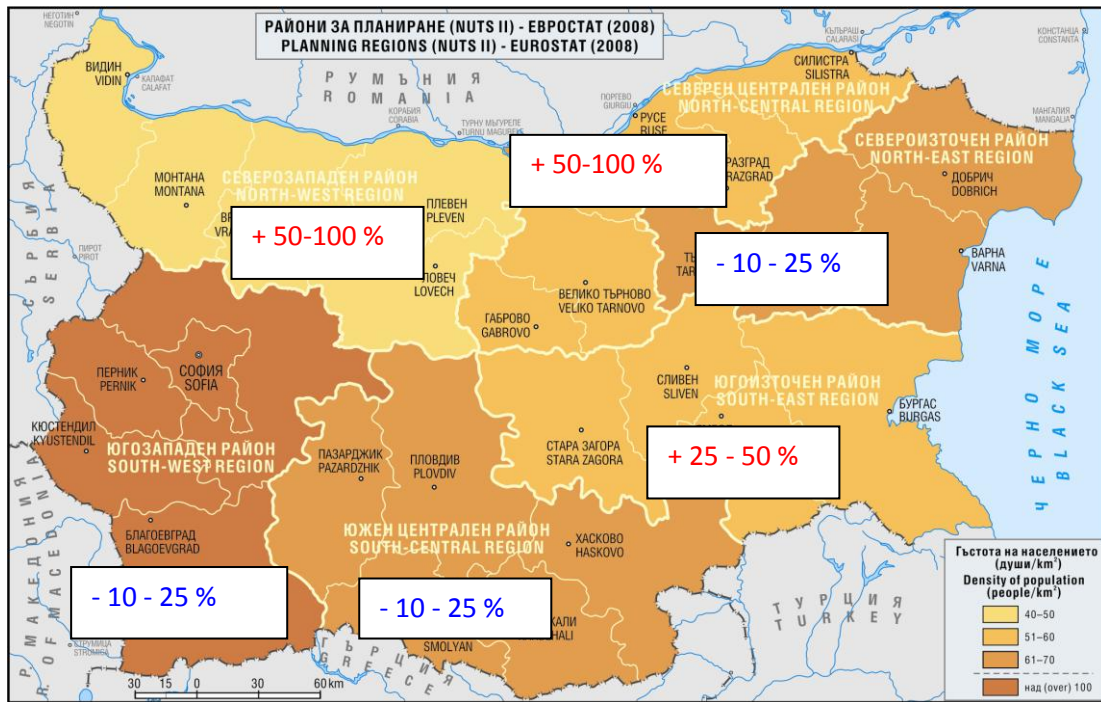 РАЙОНИ ЗА ПЛАНИРАНЕ (NUTS II) - ЕВРОСТАТ (2008)
PLANNING REGIONS (NUTS II) - EUROSTAT (2008)
НЕГОТИН
NEGOTIN
КЪЛЪРАШ
CALARASI
КОНСТАНЦА
CONSTANTA
ВИДИН
VIDIN
КАЛАФАТ
CALAFAT
РУМЪНИЯ
ROMANIA
СИЛИСТРА
SILISTRA
СЕВЕРЕН ЦЕНТРАЛЕН РАЙОН
NORTH-CENTRAL REGION
ГЮРГЕВО
GIURGIU
КОРАБИЯ
CORABIA
ТУРНУ МЪГУРЕЛЕ
TURNU MAGURELE
МАНГАЛИЯ
MANGALIA
РУСЕ
RUSE
СЕВЕРОИЗТОЧЕН РАЙОН
NORTH-EAST REGION
+ 50-100 %
РАЗГРАД
RAZGRAD
ДОБРИЧ
DOBRICH
МОНТАНА
MONTANA
СЕВЕРОЗАПАДЕН РАЙОН
NORTH-WEST REGION
ПЛЕВЕН
PLEVEN
+ 50-100 %
ПИРОТ
PIROT
СЪРБИЯ
SERBIA
ЛОВЕЧ
LOVECH
- 10 - 25 %
ВАРНА
VARNA
ВЕЛИКО ТЪРНОВО
VELIKO TARNOVO
ГАБРОВО
GABROVO
ЧЕРНО МОРЕ
BLACK SEA
СОФИЯ
SOFIA
ПЕРНИК
PERNIK
СЛИВЕН
SLIVEN
ЮГОИЗТОЧЕН РАЙОН
SOUTH-EAST REGION
БУРГАС
BURGAS
КЮСТЕНДИЛ
KYUSTENDIL
ЮГОЗАПАДЕН РАЙОН
SOUTH-WEST REGION
ПАЗАРДЖИК
PAZARDZHIK
ПЛОВДИВ
PLOVDIV
СТАРА ЗАГОРА
STARA ZAGORA
+ 25 - 50 %
БЛАГОЕВГРАД
BLAGOEVGRAD
ЮЖЕН ЦЕНТРАЛЕН РАЙОН
SOUTH-CENTRAL REGION
ХАСКОВО
HASKOVO
Р МАКЕДОНИЯ
R. OF MACEDONIA
- 10 - 25 %
- 10 - 25 %
СТРУМИЦА
STROMICA
SMOLYAN
ГЪРЦИЯ
GREECE
ТУРЦИЯ
TURKEY
Гъстота на населението
(души/km²)
Density of population
(people/km²)
40–50
51–60
61–70
над (over) 100
30 15 0 30 60 km